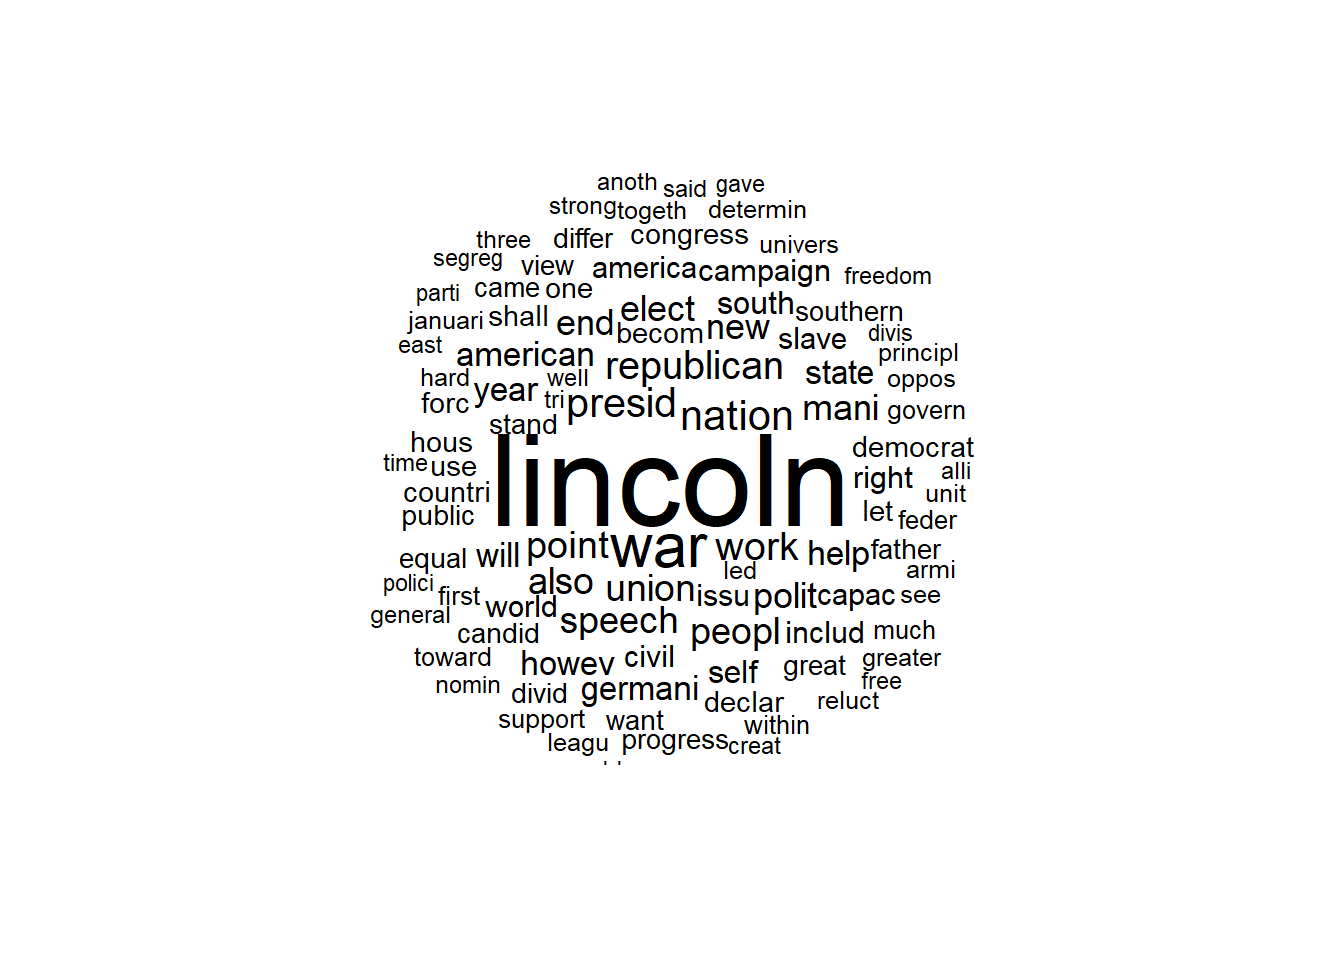 anoth said gave
strong togeth determin
three differ congress univers
segreg view america campaign freedom
parti came one elect south southern
januari shall end becom new slave divis
east american republican state principl
hard year well presid nation mani oppos
forc tri govern
stand
hous lincoln democrat
time use right alli
countri unit
public let feder
equal will point war work help father
polici led armi
first also union issu polit capac see
general world speech peopl includ much
candid
toward howev civil self great greater
nomin divid germani declar reluct free
support want within
leagu progress creat